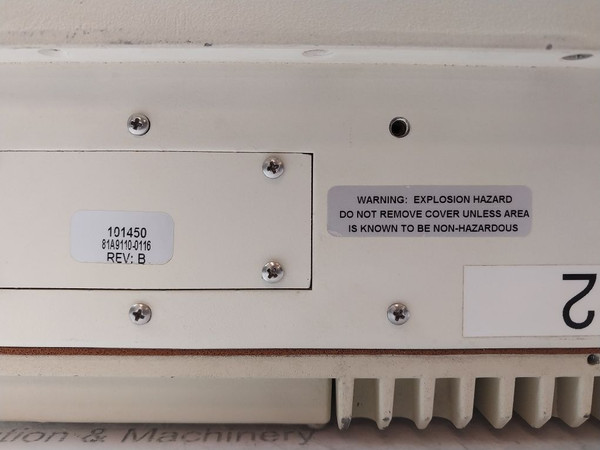 101450
81A9110-0116
REV: B
WARNING: EXPLOSION HAZARD
DO NOT REMOVE COVER UNLESS AREA
IS KNOWN TO BE NON-HAZARDOUS
2
tion & Machinery